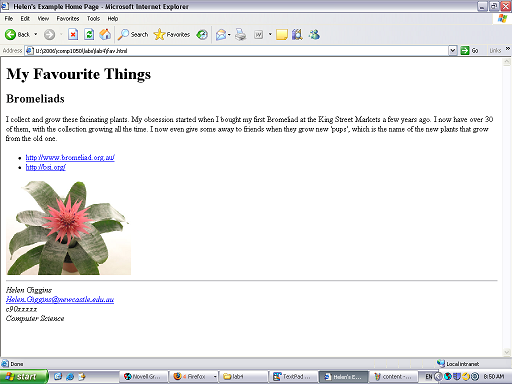 Helen's Example Home Page - Microsoft Internet Explorer
File Edit View Favorites Tools Help
Back Search Favorites
Address U:\2006\comp1050\labs\lab4\fav.html Go Links »
My Favourite Things
Bromeliads
I collect and grow these facinating plants. My obsession started when I bought my first Bromeliad at the King Street Markets a few years ago. I now have over 30
of them, with the collection growing all the time. I now even give some away to friends when they grow new 'pups', which is the name of the new plants that grow
from the old one.
http://www.bromeliad.org.au/
http://bsi.org/
Helen Giggins
Helen.Giggins@newcastle.edu.au
c90xxxxx
Computer Science
Done Local intranet
start Novell Gr... Firefox lab4 TextPad ... Helen's E... content - ... EN 8:50 AM